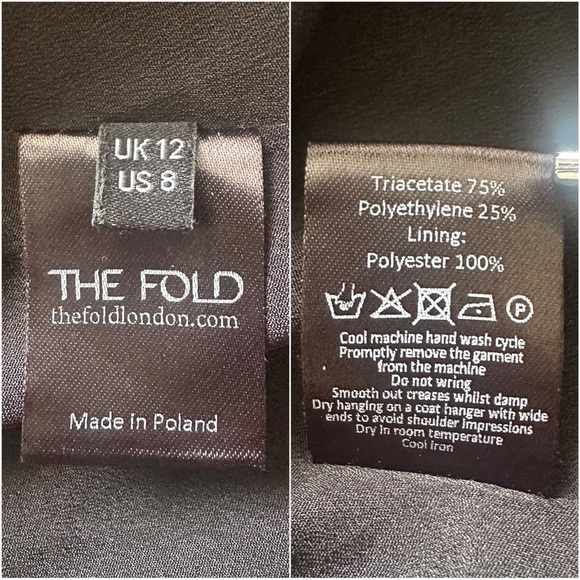 UK 12
US 8
THE FOLD
thefoldlondon.com
Made in Poland
Triacetate 75%
Polyethylene 25%
Lining:
Polyester 100%
P
Cool machine hand wash cycle
Promptly remove the garment
from the machine
Do not wring
Smooth out creases whilst damp
Dry hanging on a coat hanger with wide
ends to avoid shoulder impressions
Dry in room temperature
Cool iron